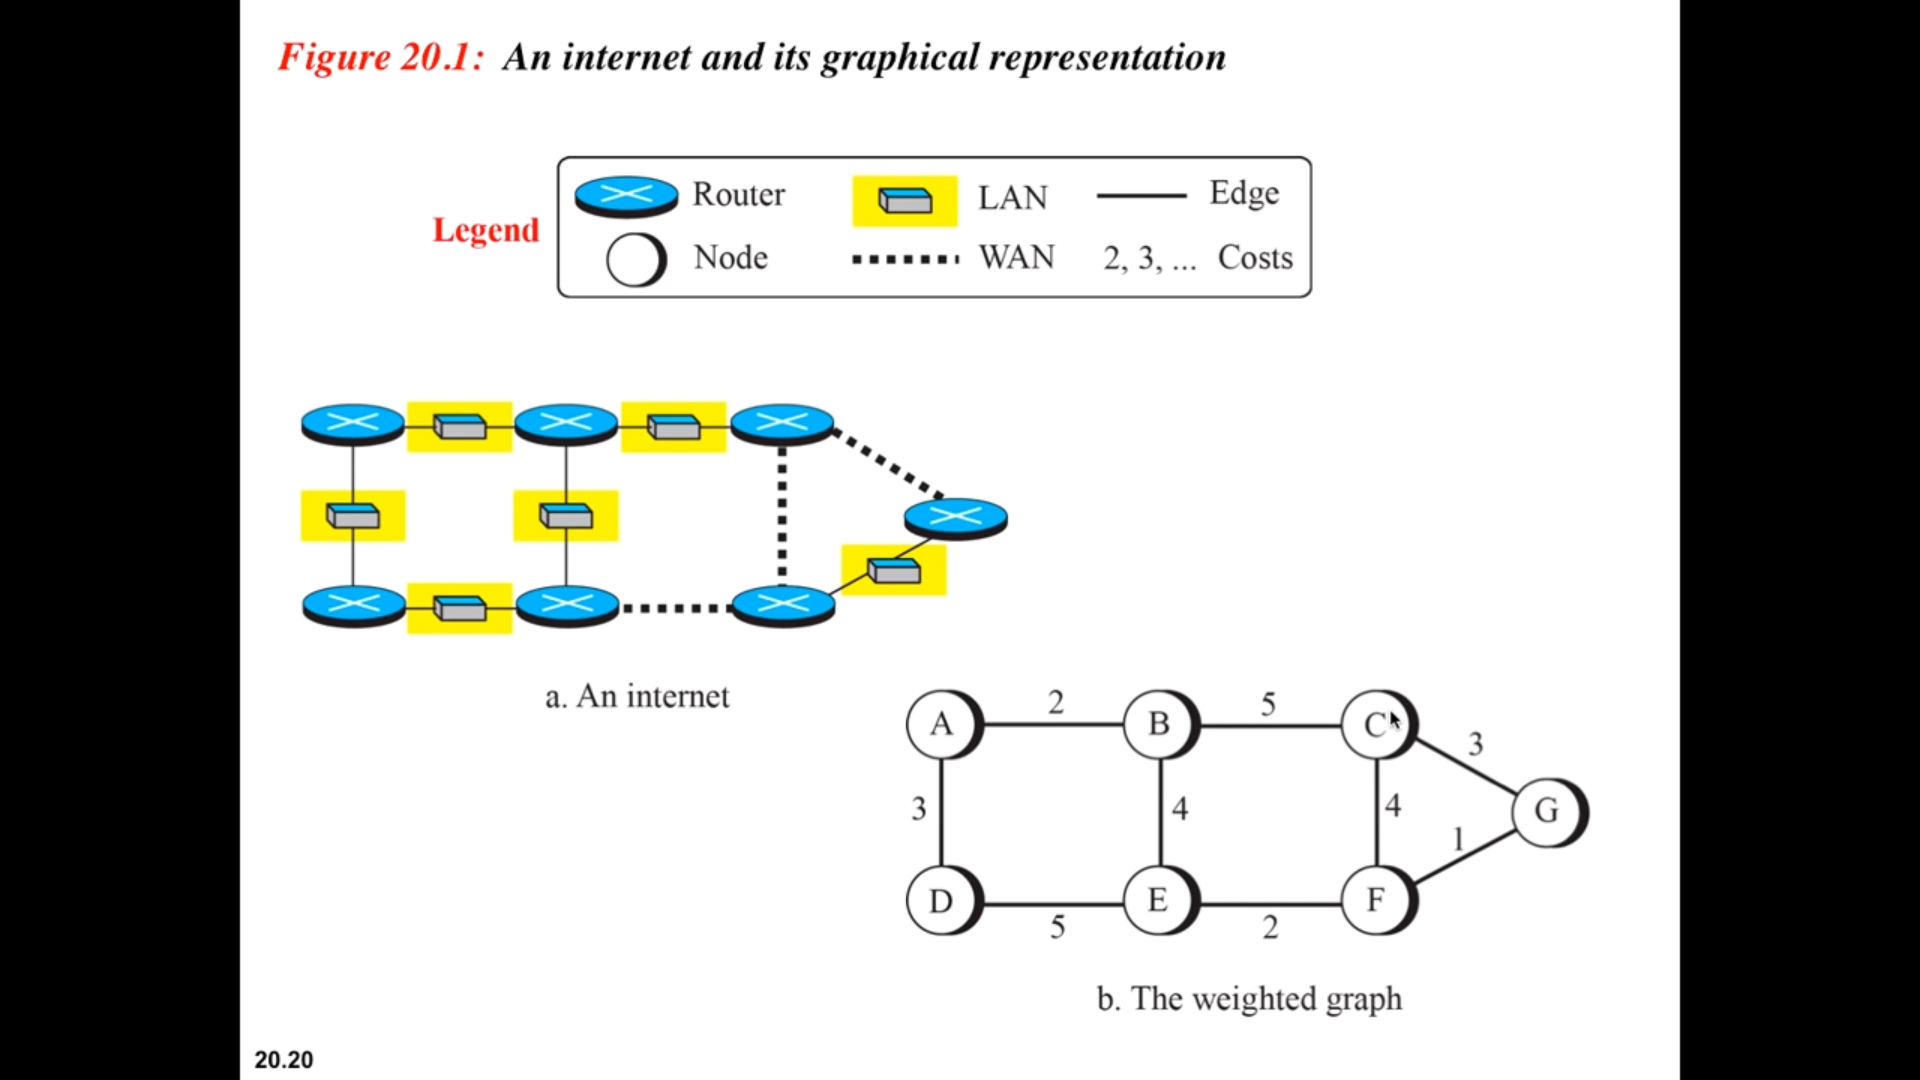 Figure 20.1: An internet and its graphical representation
Legend
Router LAN Edge
Node WAN 2, 3, ... Costs
a. An internet
A 2 B 5 C 3
3 4 4 G
1
D 5 E 2 F
b. The weighted graph
20.20